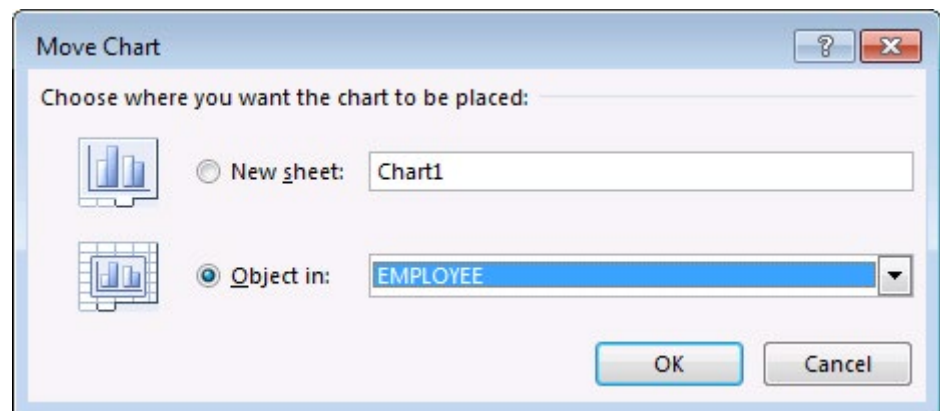 Move Chart
Choose where you want the chart to be placed:
New sheet: Chart1
Object in: EMPLOYEE
OK Cancel